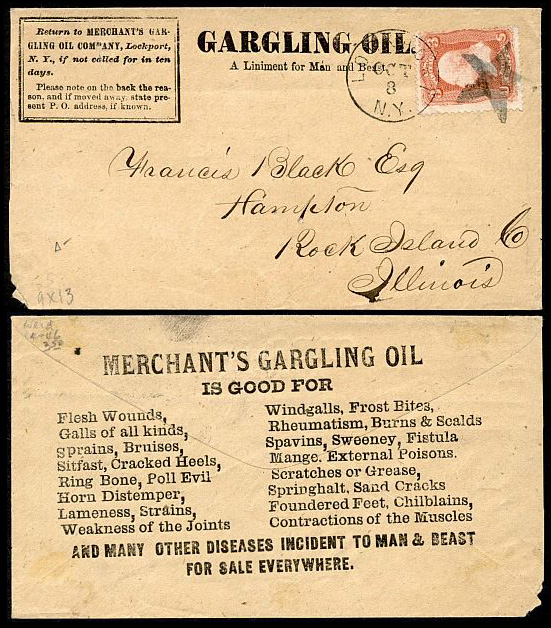 Return to MERCHANT'S GAR-
GLING OIL COMPANY, Lockport,
N. Y., if not called for in ten
days.
Please note on the back the rea-
son, and if moved away, state pre-
sent P. O. address, if known.
GARGLING OIL.
A Liniment for Man and Beast.
OCT
8
N.Y.
3
Francis Black Esq
Hampton
Rock Island Co
Illinois
9X13
MERCHANT'S GARGLING OIL
IS GOOD FOR
Flesh Wounds,
Galls of all kinds,
Sprains, Bruises,
Sitfast, Cracked Heels,
Ring Bone, Poll Evil
Horn Distemper,
Lameness, Strains,
Weakness of the Joints
Windgalls, Frost Bites,
Rheumatism, Burns & Scalds
Spavins, Sweeney, Fistula
Mange. External Poisons.
Scratches or Grease,
Springhalt, Sand Cracks
Foundered Feet, Chilblains,
Contractions of the Muscles
AND MANY OTHER DISEASES INCIDENT TO MAN & BEAST
FOR SALE EVERYWHERE.